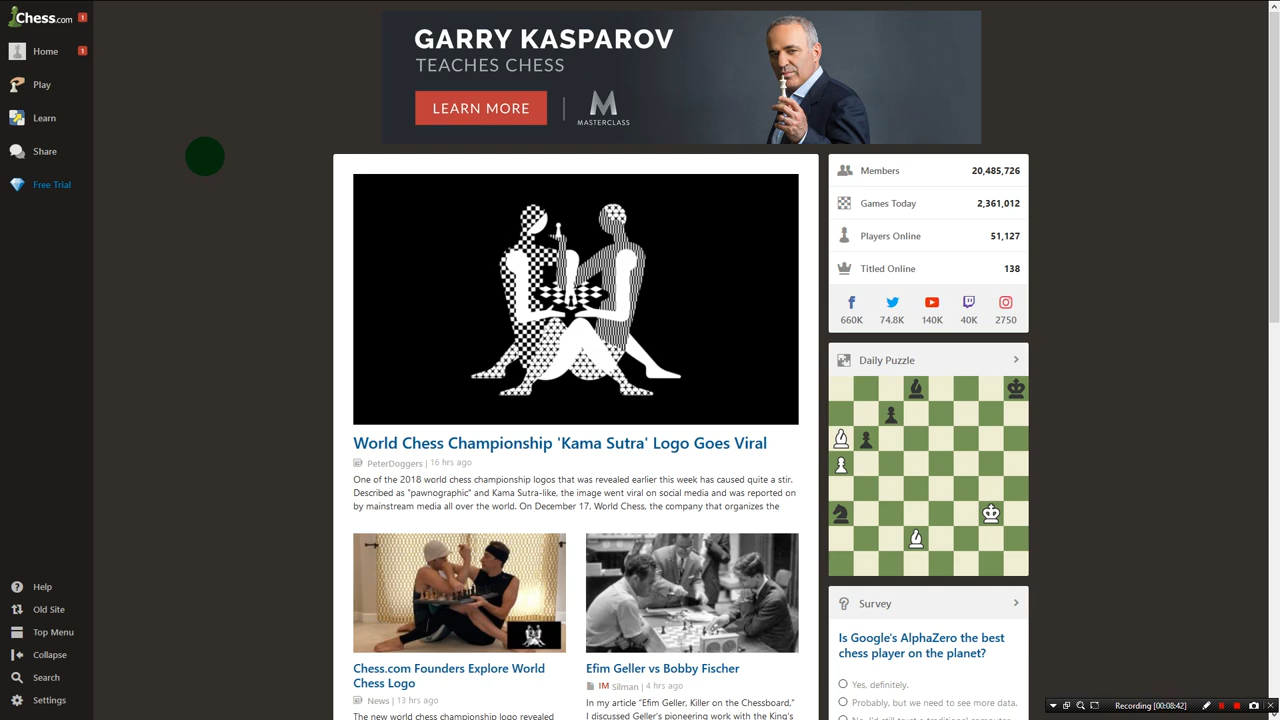 Chess.com 1
Home 1
Play
Learn
Share
Free Trial
Help
Old Site
Top Menu
Collapse
Search
Settings
GARRY KASPAROV
TEACHES CHESS
LEARN MORE
MASTERCLASS
World Chess Championship 'Kama Sutra' Logo Goes Viral
PeterDoggers | 16 hrs ago
One of the 2018 world chess championship logos that was revealed earlier this week has caused quite a stir.
Described as "pawnographic" and Kama Sutra-like, the image went viral on social media and was reported on
by mainstream media all over the world. On December 17, World Chess, the company that organizes the
Chess.com Founders Explore World
Chess Logo
News | 13 hrs ago
The new world chess championship logo revealed
Efim Geller vs Bobby Fischer
IM Silman | 4 hrs ago
In my article "Efim Geller, Killer on the Chessboard,"
I discussed Geller's pioneering work with the King's
Members 20,485,726
Games Today 2,361,012
Players Online 51,127
Titled Online 138
660K 74.8K 140K 40K 2750
Daily Puzzle
Survey
Is Google's AlphaZero the best
chess player on the planet?
Yes, definitely.
Probably, but we need to see more data.
Recording [00:08:42]